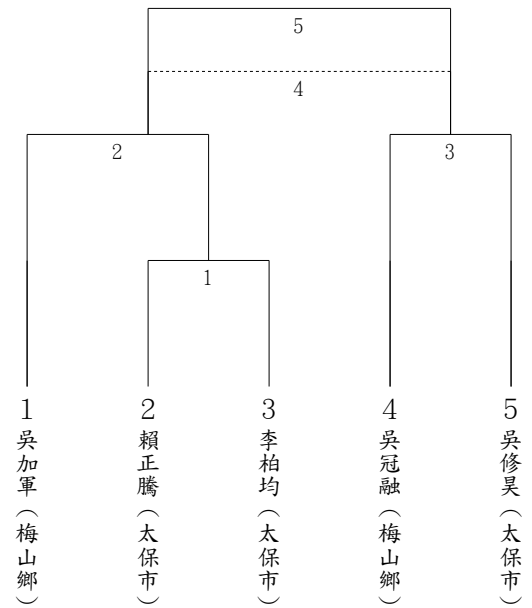 5
4
2
3
1
1 吳加軍（梅山鄉）
2 賴正騰（太保市）
3 李柏均（太保市）
4 吳冠融（梅山鄉）
5 吳修昊（太保市）